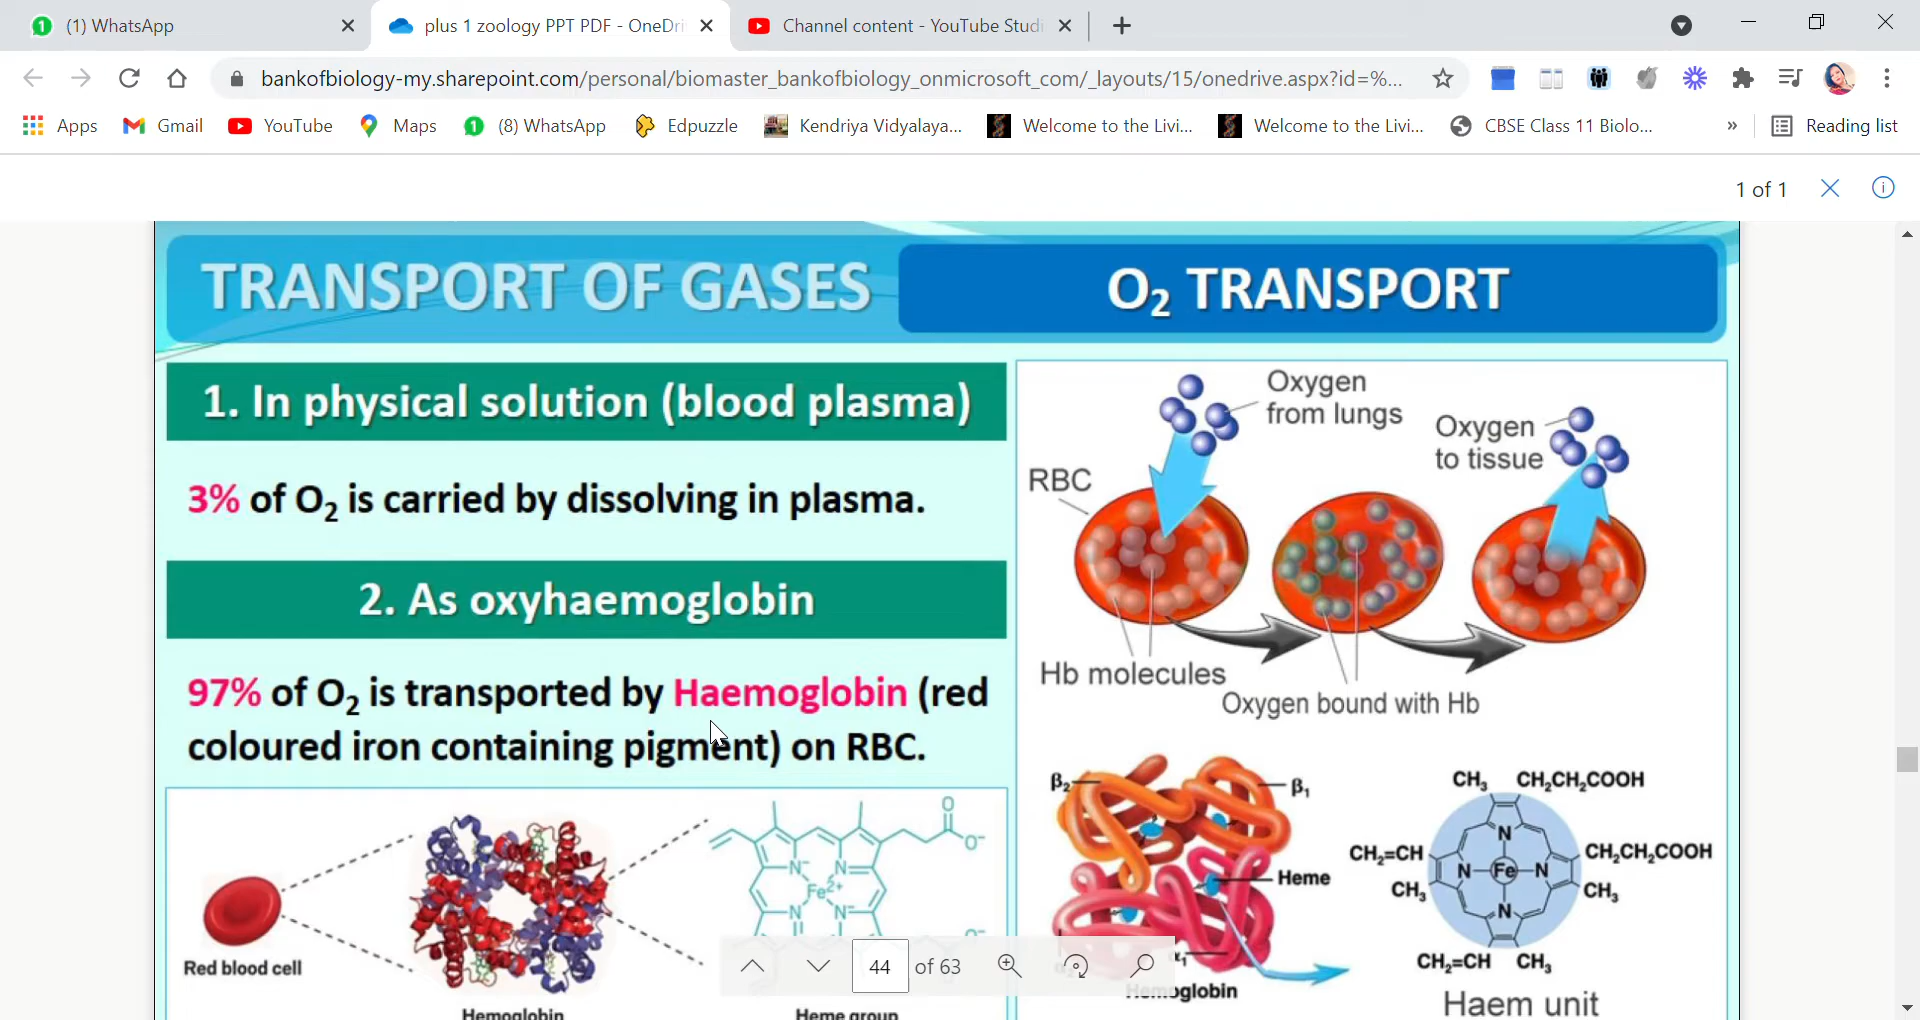 1 (1) WhatsApp
plus 1 zoology PPT PDF - OneDri
Channel content - YouTube Studi
bankofbiology-my.sharepoint.com/personal/biomaster_bankofbiology_onmicrosoft_com/_layouts/15/onedrive.aspx?id=%...
Apps
Gmail
YouTube
Maps
1 (8) WhatsApp
Edpuzzle
Kendriya Vidyalaya...
Welcome to the Livi...
Welcome to the Livi...
CBSE Class 11 Biolo...
»
Reading list
1 of 1
TRANSPORT OF GASES
O₂ TRANSPORT
1. In physical solution (blood plasma)
3% of O₂ is carried by dissolving in plasma.
2. As oxyhaemoglobin
97% of O₂ is transported by Haemoglobin (red
coloured iron containing pigment) on RBC.
Red blood cell
Hemoglobin
O
O⁻
N⁻ N
Fe²⁺
N N⁻
O⁻
Heme group
Oxygen
from lungs
Oxygen
to tissue
RBC
Hb molecules
Oxygen bound with Hb
β₂
β₁
Heme
α₁
Hemoglobin
CH₃ CH₂CH₂COOH
N
CH₂=CH CH₂CH₂COOH
N Fe N
CH₃ CH₃
N
CH₂=CH CH₃
Haem unit
44 of 63